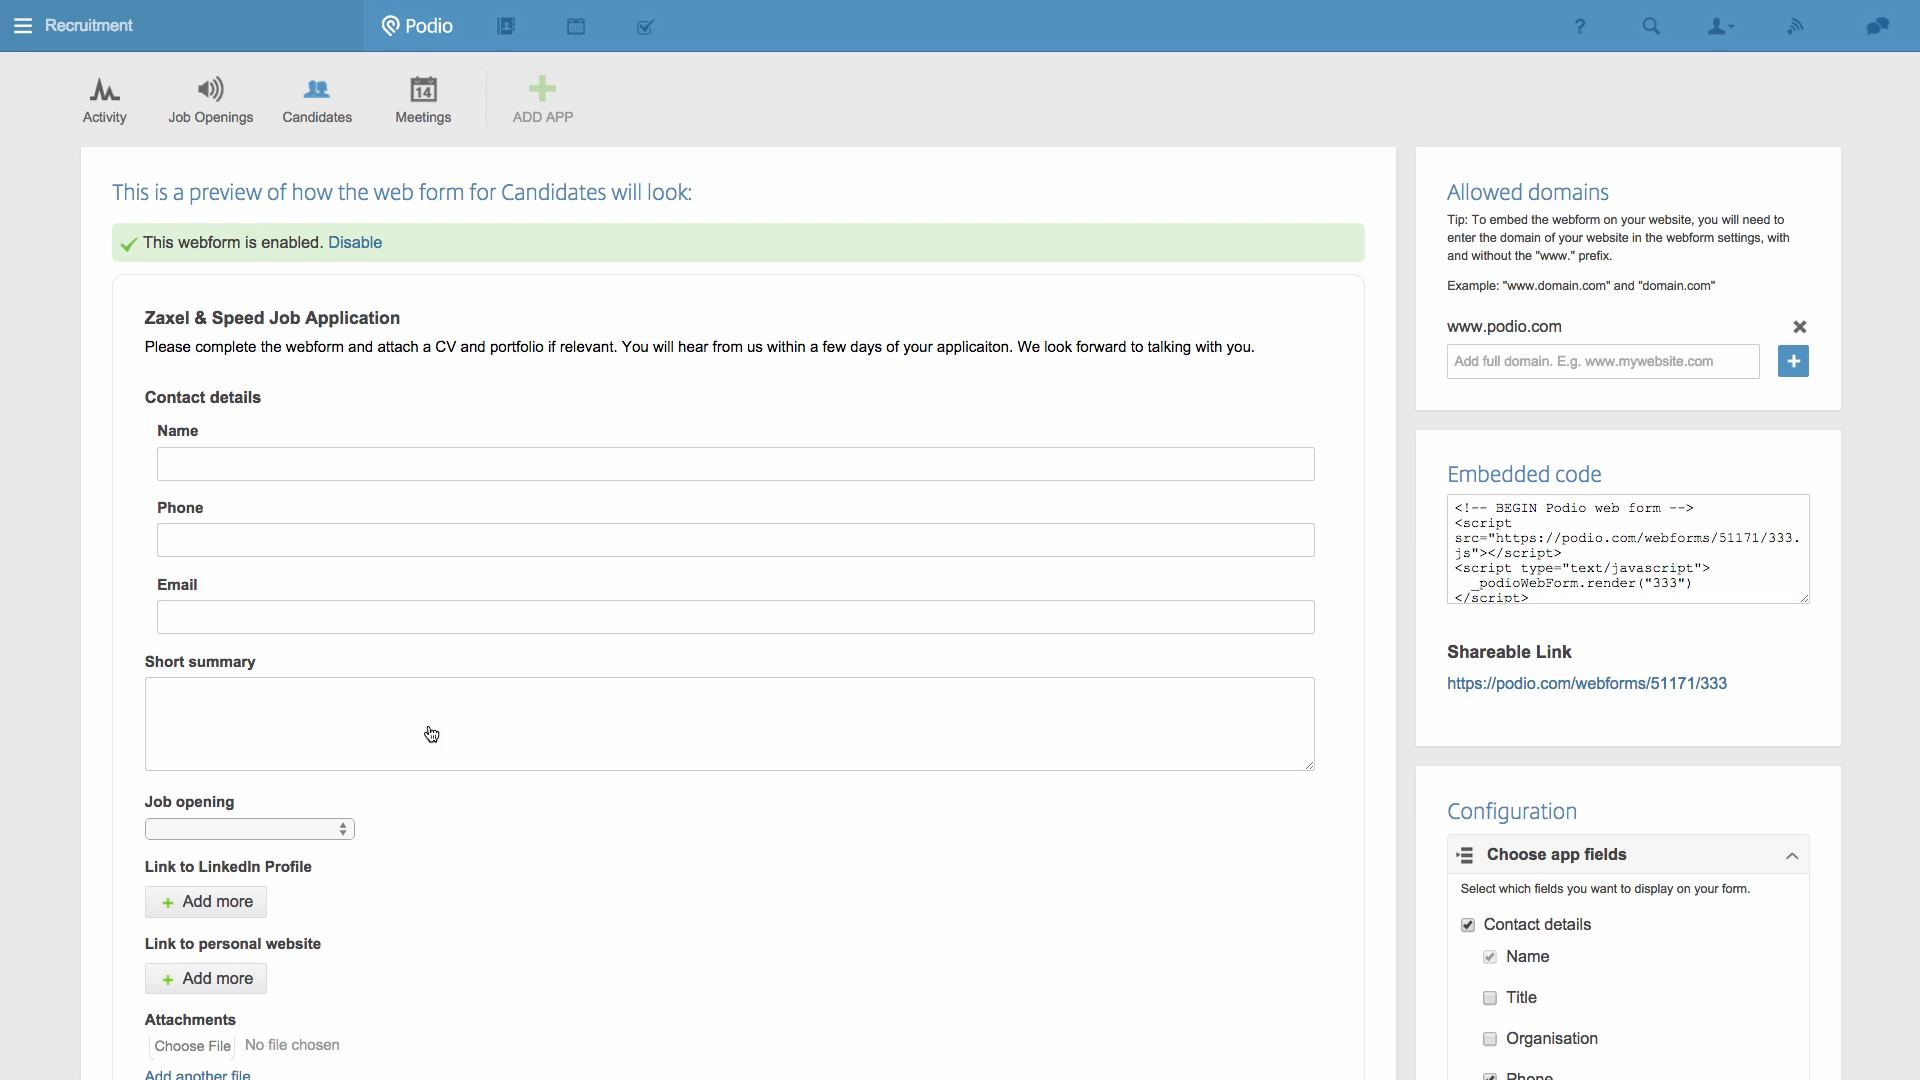 Recruitment
Podio
?
Activity
Job Openings
Candidates
14
Meetings
ADD APP
This is a preview of how the web form for Candidates will look:
This webform is enabled. Disable
Zaxel & Speed Job Application
Please complete the webform and attach a CV and portfolio if relevant. You will hear from us within a few days of your applicaiton. We look forward to talking with you.
Contact details
Name
Phone
Email
Short summary
Job opening
Link to LinkedIn Profile
+ Add more
Link to personal website
+ Add more
Attachments
Choose File No file chosen
Add another file
Allowed domains
Tip: To embed the webform on your website, you will need to
enter the domain of your website in the webform settings, with
and without the "www." prefix.
Example: "www.domain.com" and "domain.com"
www.podio.com
Add full domain. E.g. www.mywebsite.com
+
Embedded code
<!-- BEGIN Podio web form -->
<script
src="https://podio.com/webforms/51171/333.
js"></script>
<script type="text/javascript">
_podioWebForm.render("333")
</script>
Shareable Link
https://podio.com/webforms/51171/333
Configuration
Choose app fields
Select which fields you want to display on your form.
Contact details
Name
Title
Organisation
Phone